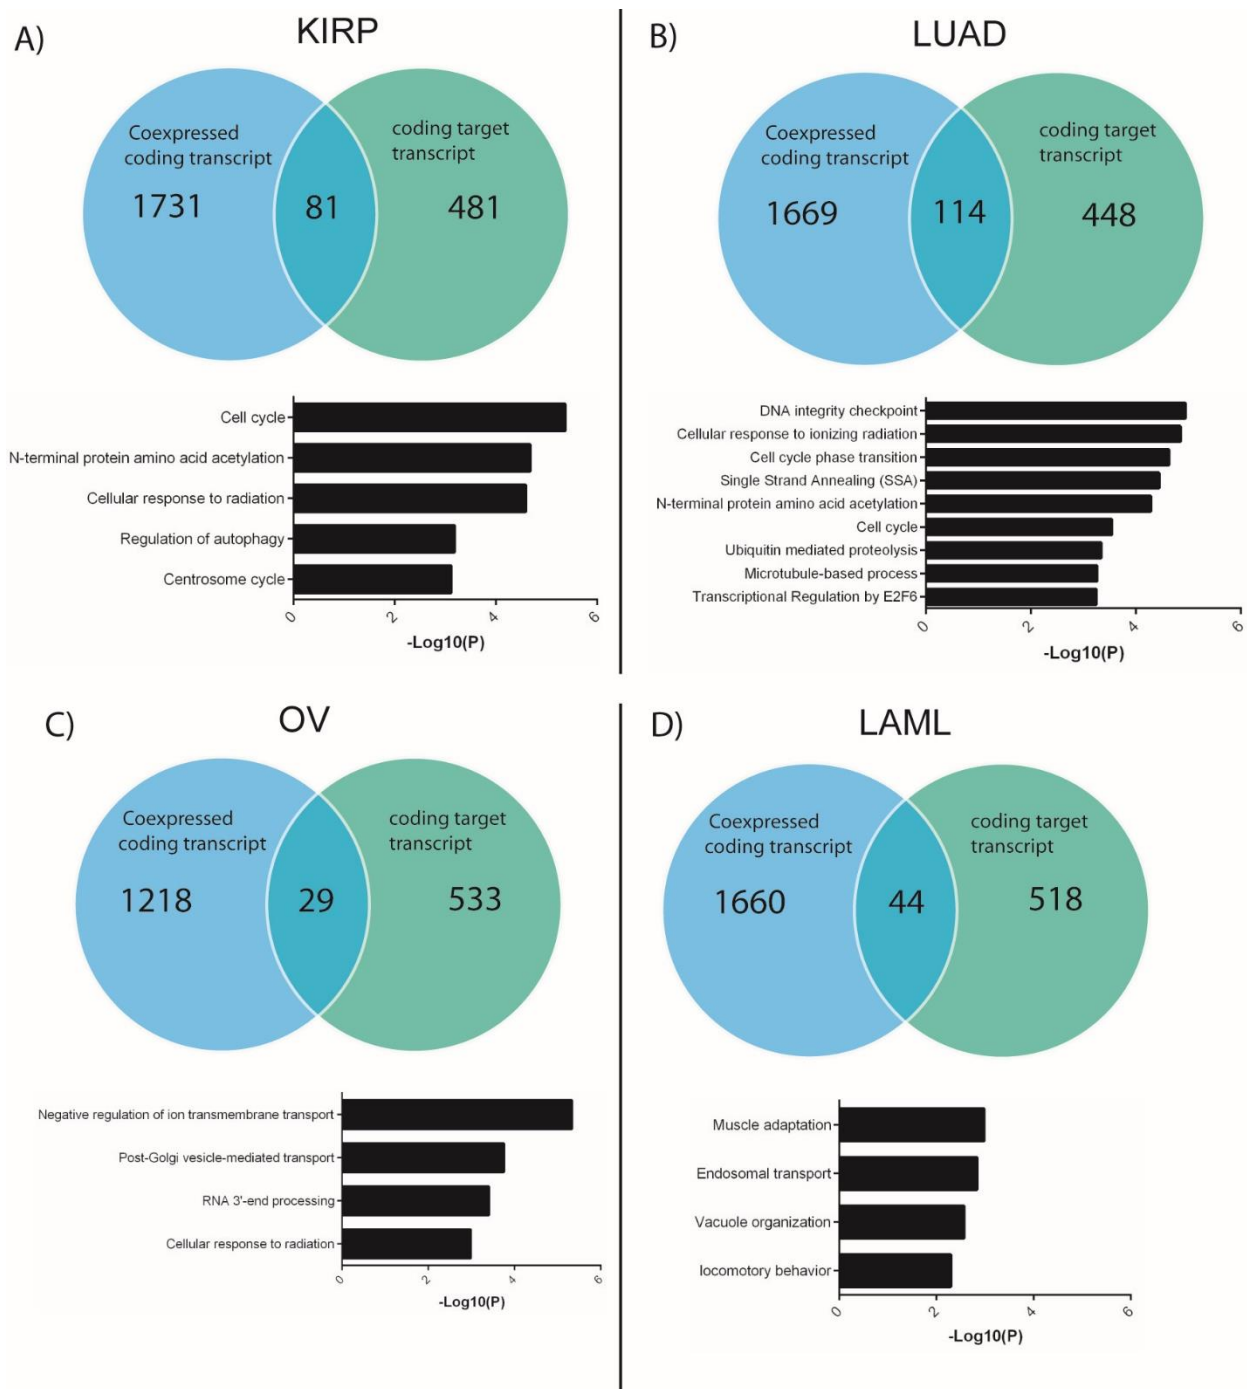 A)
KIRP
Coexpressed
coding transcript
coding target
transcript
1731
81
481
Cell cycle
N-terminal protein amino acid acetylation
Cellular response to radiation
Regulation of autophagy
Centrosome cycle
0 2 4 6
-Log10(P)
B)
LUAD
Coexpressed
coding transcript
coding target
transcript
1669
114
448
DNA integrity checkpoint
Cellular response to ionizing radiation
Cell cycle phase transition
Single Strand Annealing (SSA)
N-terminal protein amino acid acetylation
Cell cycle
Ubiquitin mediated proteolysis
Microtubule-based process
Transcriptional Regulation by E2F6
0 2 4 6
-Log10(P)
C)
OV
Coexpressed
coding transcript
coding target
transcript
1218
29
533
Negative regulation of ion transmembrane transport
Post-Golgi vesicle-mediated transport
RNA 3'-end processing
Cellular response to radiation
0 2 4 6
-Log10(P)
D)
LAML
Coexpressed
coding transcript
coding target
transcript
1660
44
518
Muscle adaptation
Endosomal transport
Vacuole organization
locomotory behavior
0 2 4 6
-Log10(P)